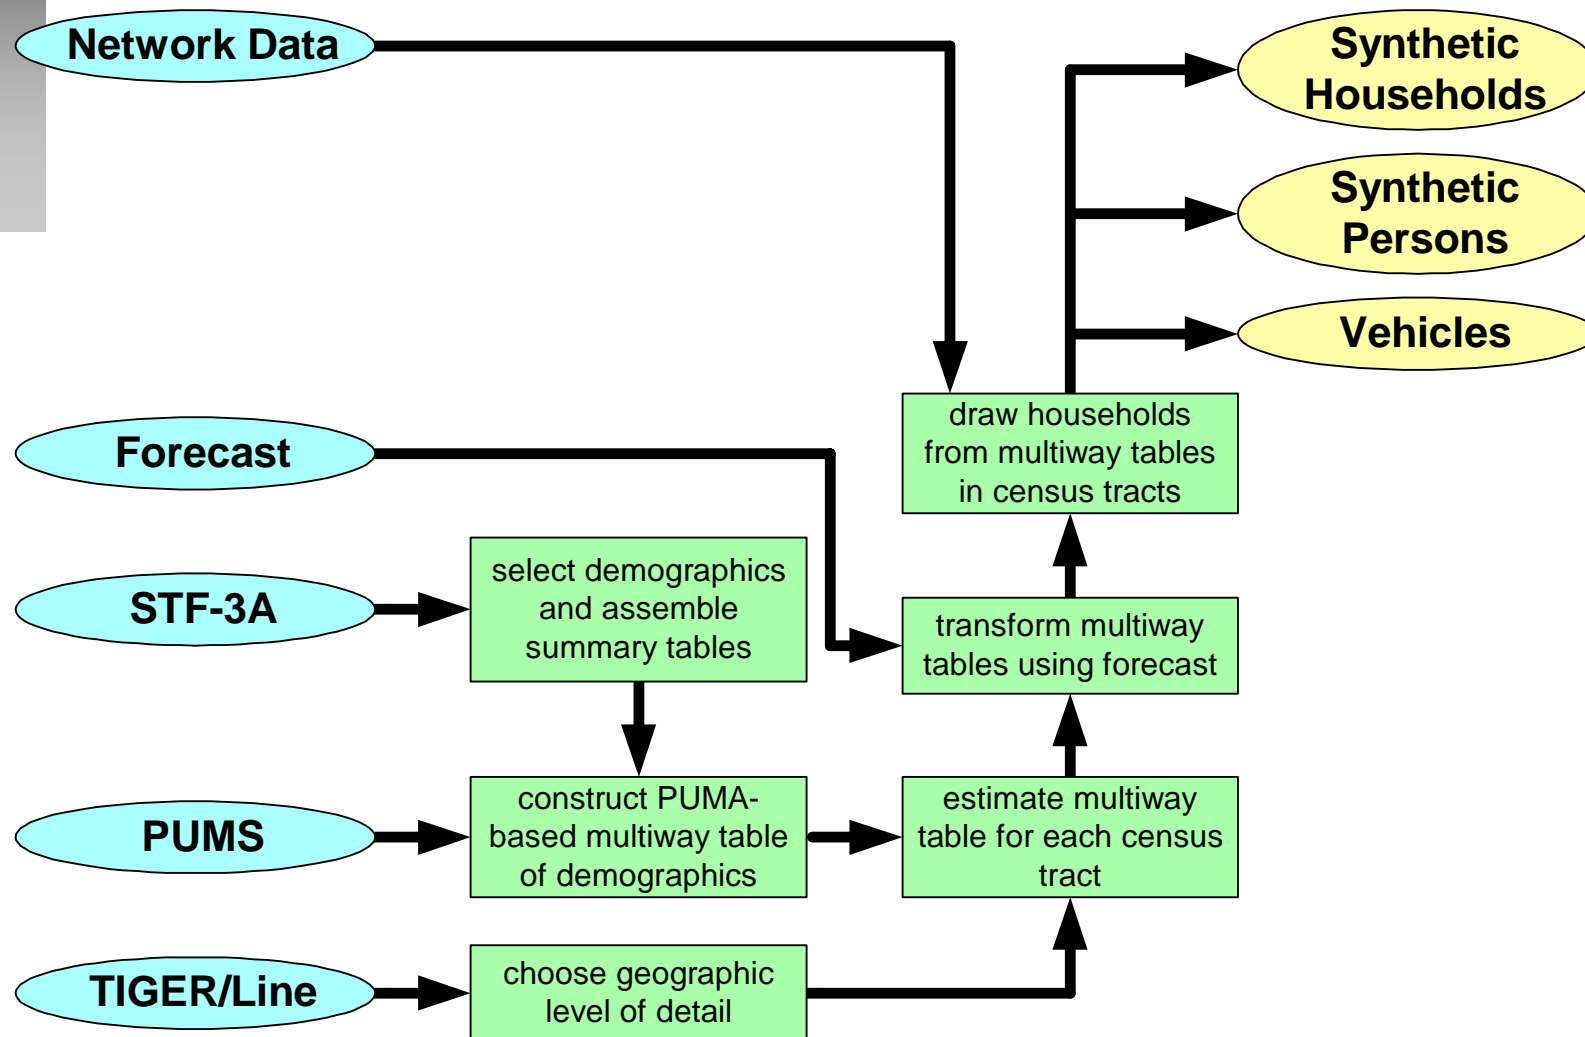 Network Data
Synthetic
Households
Synthetic
Persons
Vehicles
draw households
from multiway tables
in census tracts
Forecast
select demographics
and assemble
summary tables
STF-3A
transform multiway
tables using forecast
PUMS
construct PUMA-
based multiway table
of demographics
estimate multiway
table for each census
tract
TIGER/Line
choose geographic
level of detail